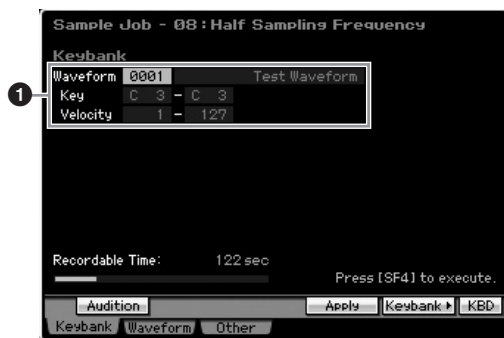 Sample Job - 08:Half Sampling Frequency
Keybank
Waveform 0001 Test Waveform
1 Key C 3 - C 3
Velocity 1 - 127
Recordable Time: 122 sec
Press [SF4] to execute.
Audition Apply Keybank KBD
Keybank Waveform Other